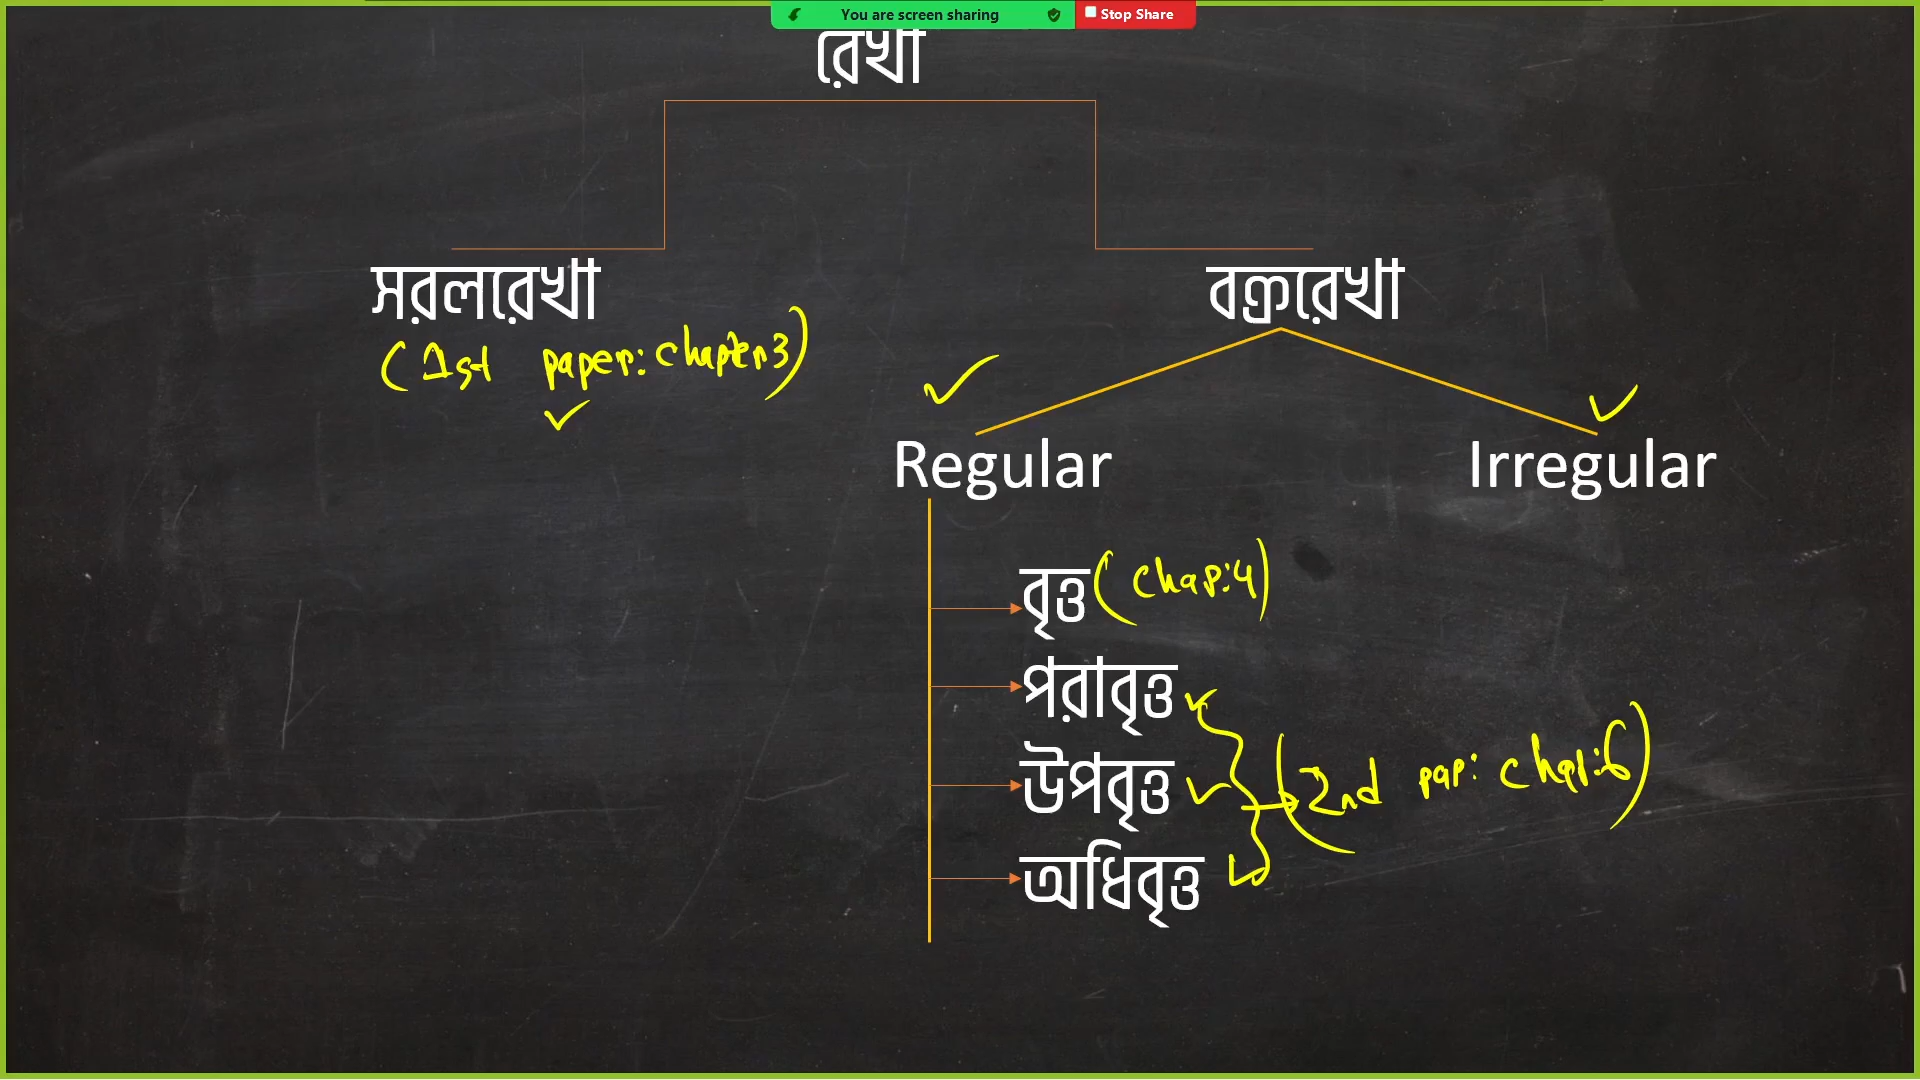 You are screen sharing Stop Share
রেখা
সরলরেখা বক্ররেখা
(1st paper: chapter 3)
Regular Irregular
বৃত্ত (chap: 4)
পরাবৃত্ত
উপবৃত্ত (2nd pap: chap: 6)
অধিবৃত্ত